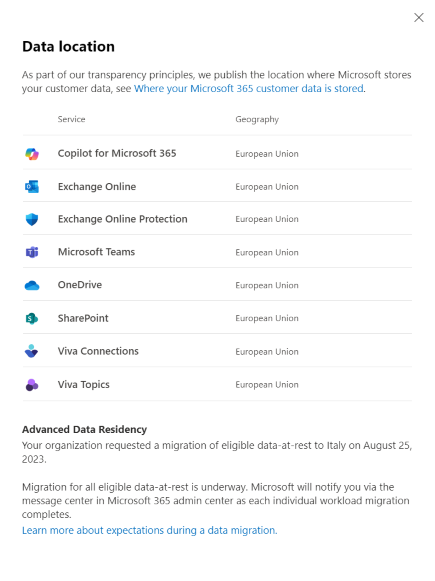 Data location
As part of our transparency principles, we publish the location where Microsoft stores
your customer data, see Where your Microsoft 365 customer data is stored.
Service Geography
Copilot for Microsoft 365 European Union
Exchange Online European Union
Exchange Online Protection European Union
Microsoft Teams European Union
OneDrive European Union
SharePoint European Union
Viva Connections European Union
Viva Topics European Union
Advanced Data Residency
Your organization requested a migration of eligible data-at-rest to Italy on August 25,
2023.
Migration for all eligible data-at-rest is underway. Microsoft will notify you via the
message center in Microsoft 365 admin center as each individual workload migration
completes.
Learn more about expectations during a data migration.